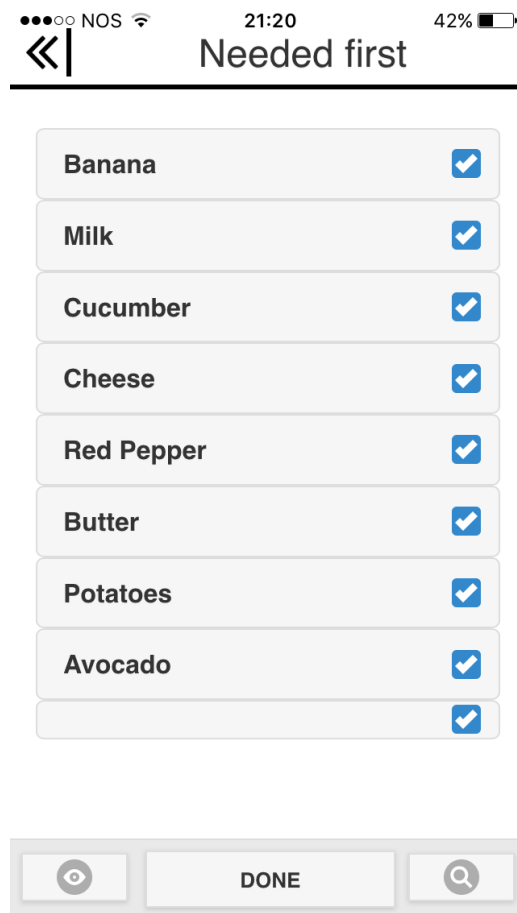 NOS 21:20 42%
Needed first
Banana
Milk
Cucumber
Cheese
Red Pepper
Butter
Potatoes
Avocado
DONE